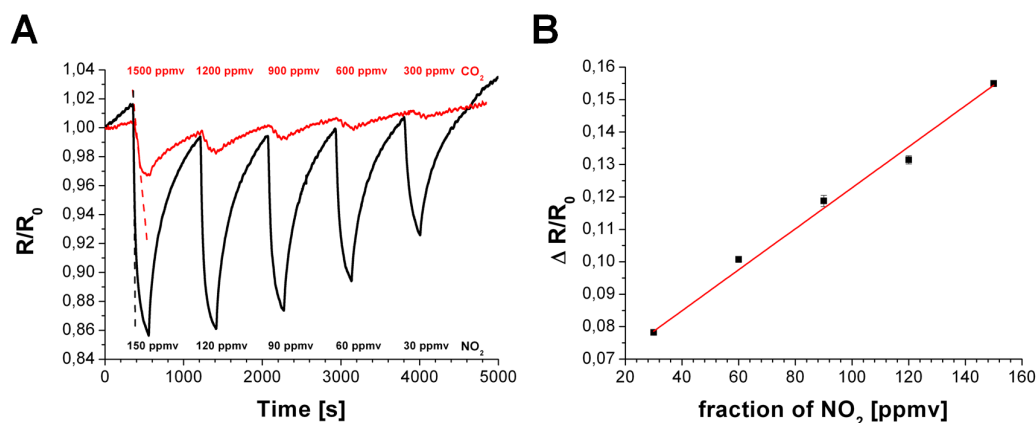 A
1500 ppmv 1200 ppmv 900 ppmv 600 ppmv 300 ppmv CO2
1,04
1,02
1,00
0,98
0,96
0,94
0,92
0,90
0,88
0,86
0,84
R/R0
150 ppmv 120 ppmv 90 ppmv 60 ppmv 30 ppmv NO2
0 1000 2000 3000 4000 5000
Time [s]
B
0,16
0,15
0,14
0,13
0,12
0,11
0,10
0,09
0,08
0,07
Δ R/R0
20 40 60 80 100 120 140 160
fraction of NO2 [ppmv]